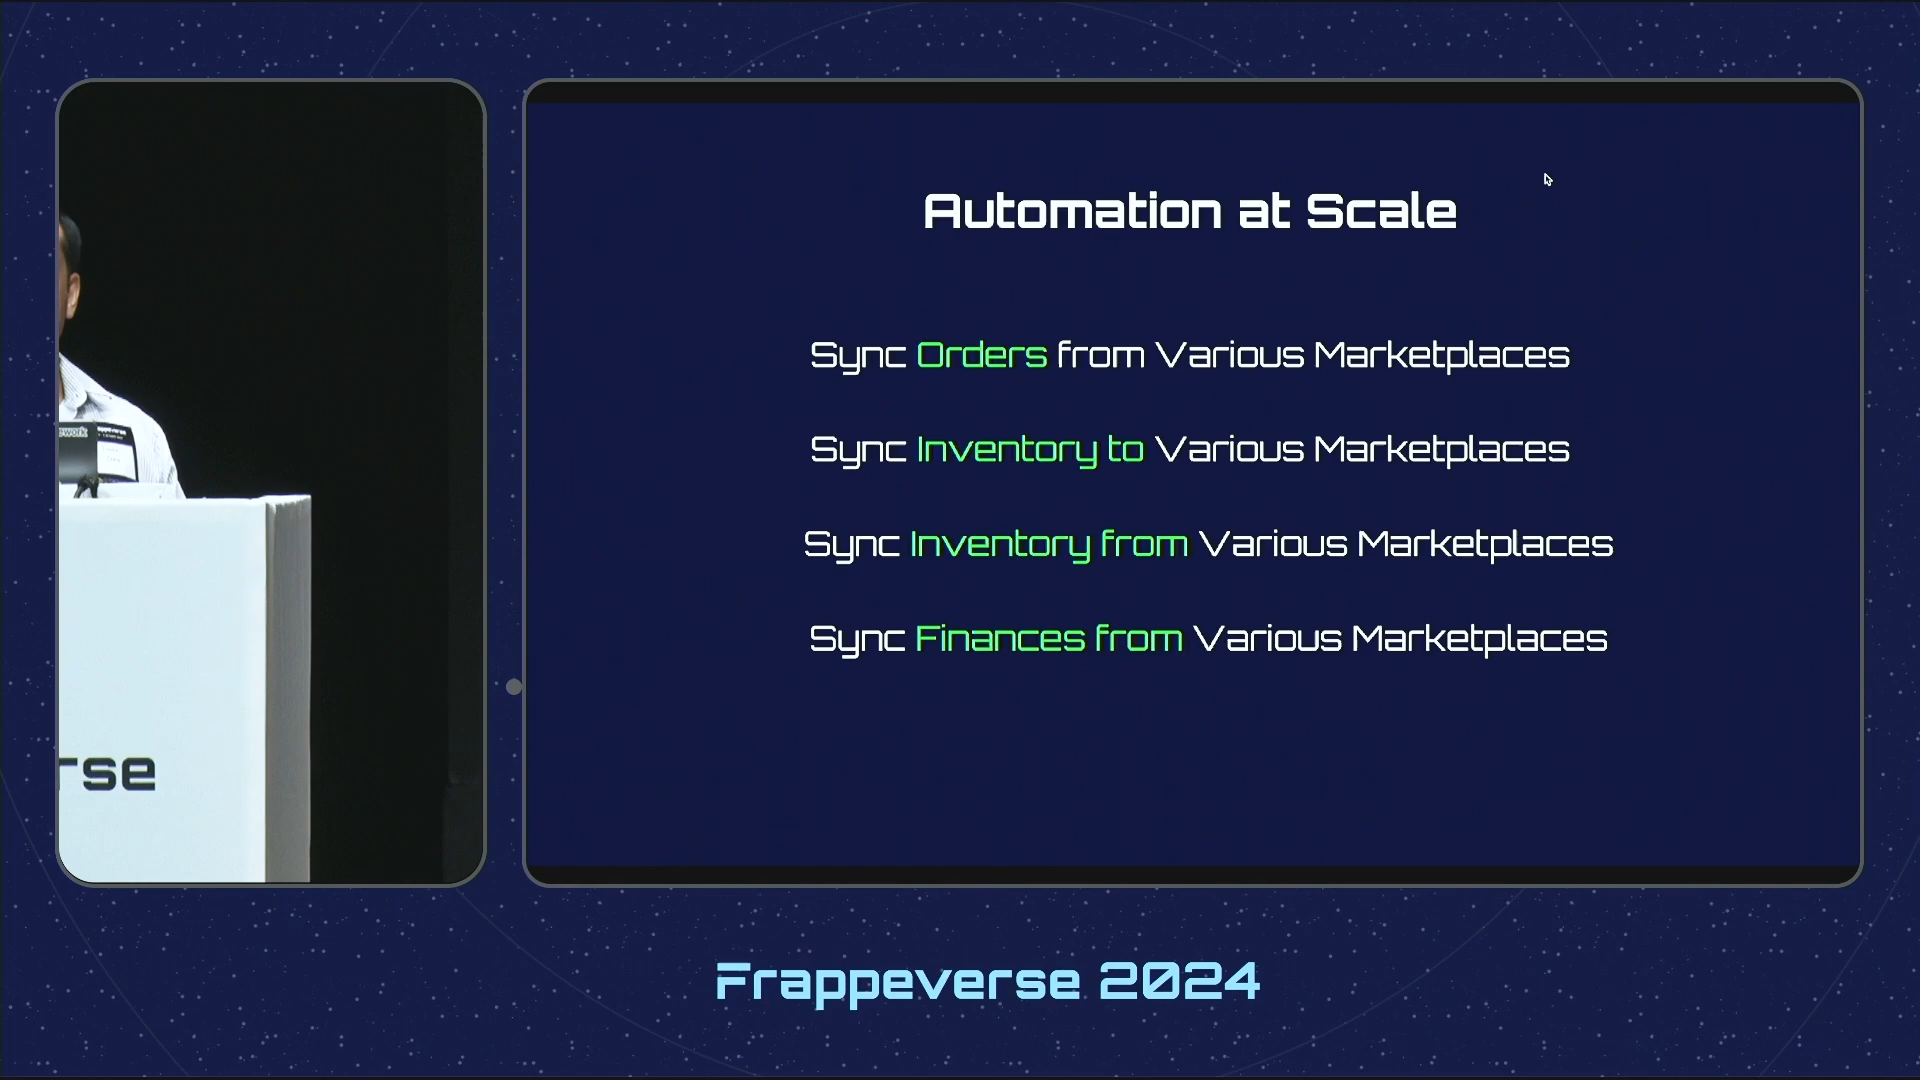 Automation at Scale
Sync Orders from Various Marketplaces
Sync Inventory to Various Marketplaces
Sync Inventory from Various Marketplaces
Sync Finances from Various Marketplaces
ework
rse
Frappeverse 2024